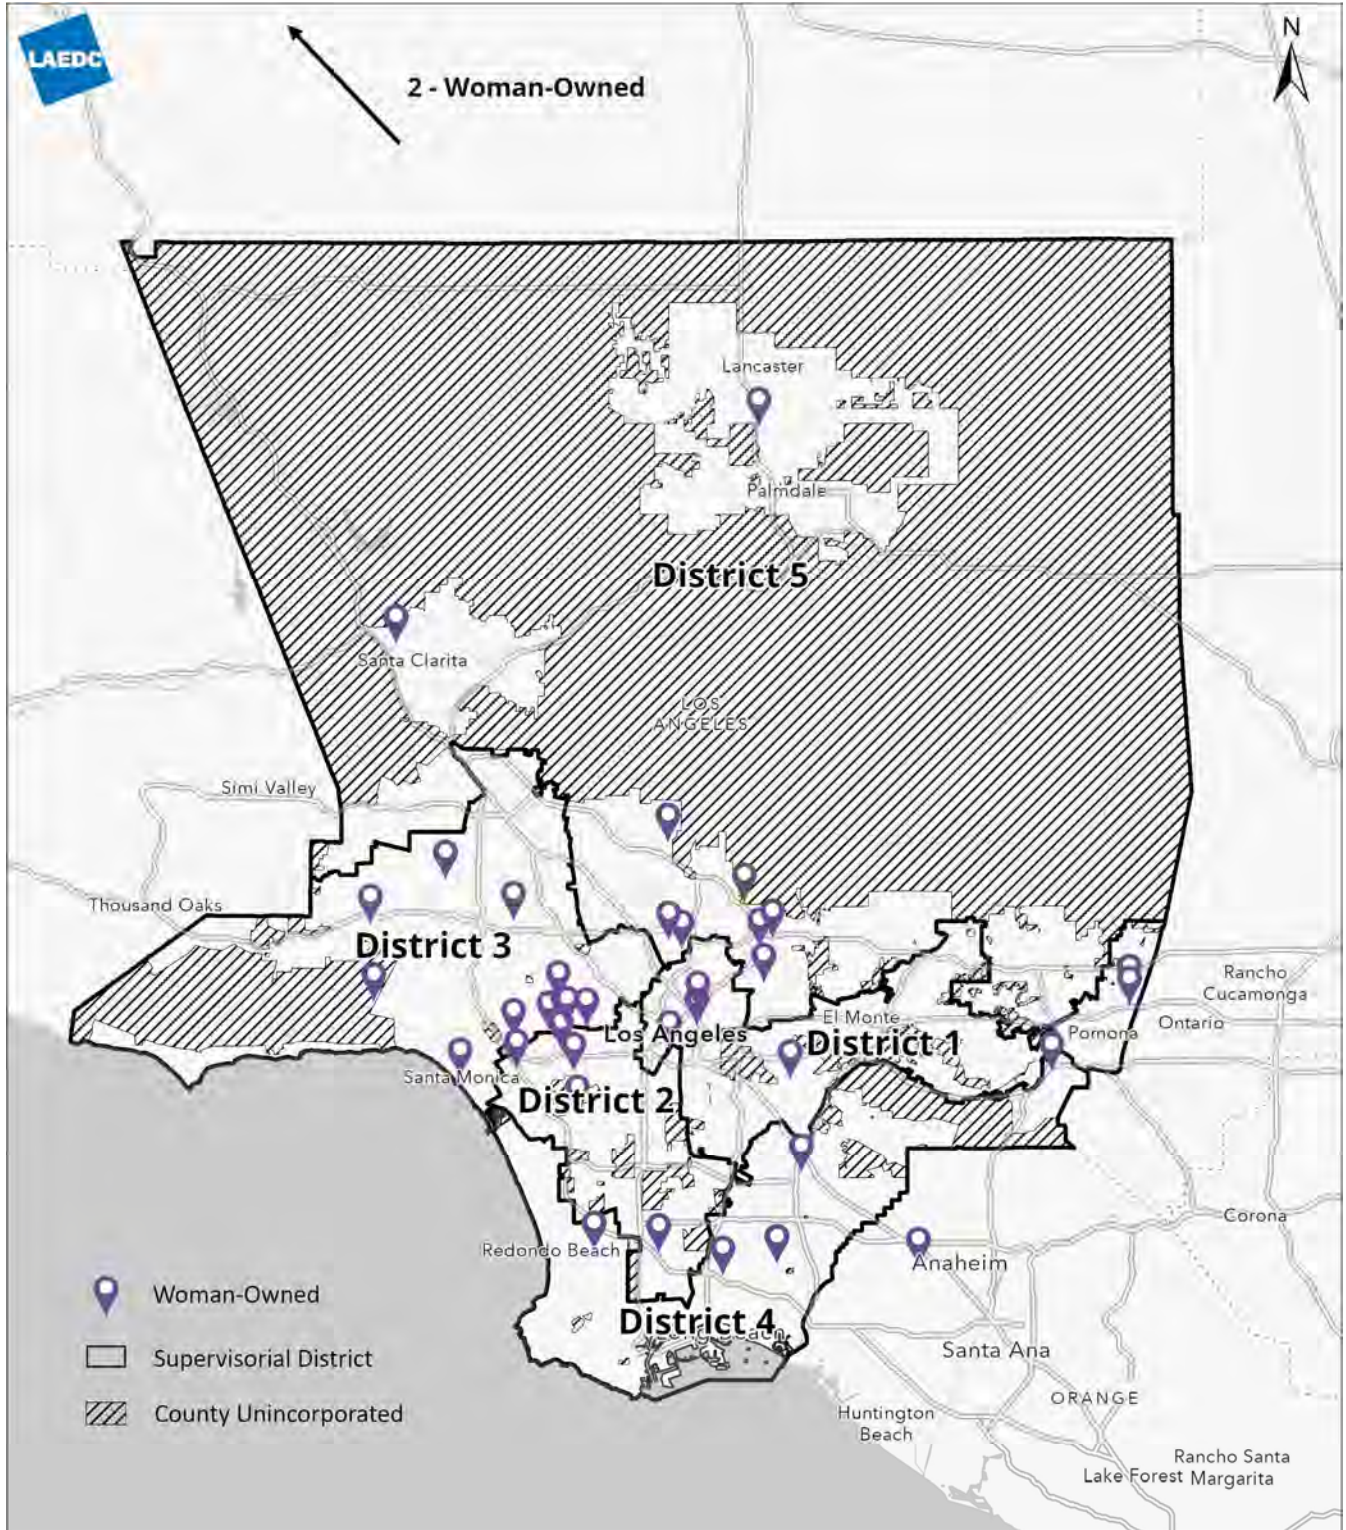 LAEDC
N
2 - Woman-Owned
Lancaster
Palmdale
District 5
Santa Clarita
LOS
ANGELES
Simi Valley
Thousand Oaks
District 3
Rancho
Cucamonga
El Monte
Ontario
Los Angeles
Pomona
District 1
Santa Monica
District 2
Corona
Redondo Beach
Anaheim
Woman-Owned
District 4
Long Beach
Santa Ana
Supervisorial District
ORANGE
County Unincorporated
Huntington
Beach
Rancho Santa
Margarita
Lake Forest